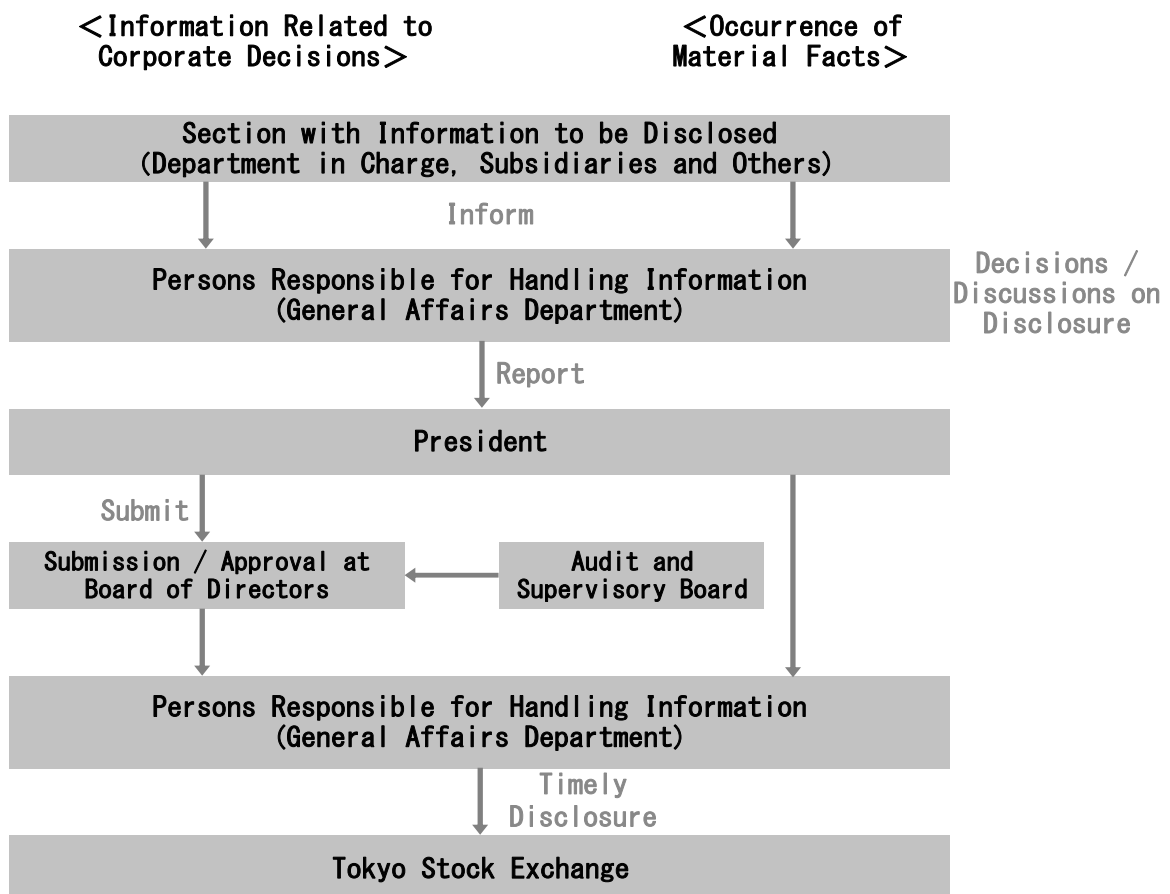 ＜Information Related to
Corporate Decisions＞
＜Occurrence of
Material Facts＞
Section with Information to be Disclosed
(Department in Charge, Subsidiaries and Others)
Inform
Persons Responsible for Handling Information
(General Affairs Department)
Decisions /
Discussions on
Disclosure
Report
President
Submit
Submission / Approval at
Board of Directors
Audit and
Supervisory Board
Persons Responsible for Handling Information
(General Affairs Department)
Timely
Disclosure
Tokyo Stock Exchange